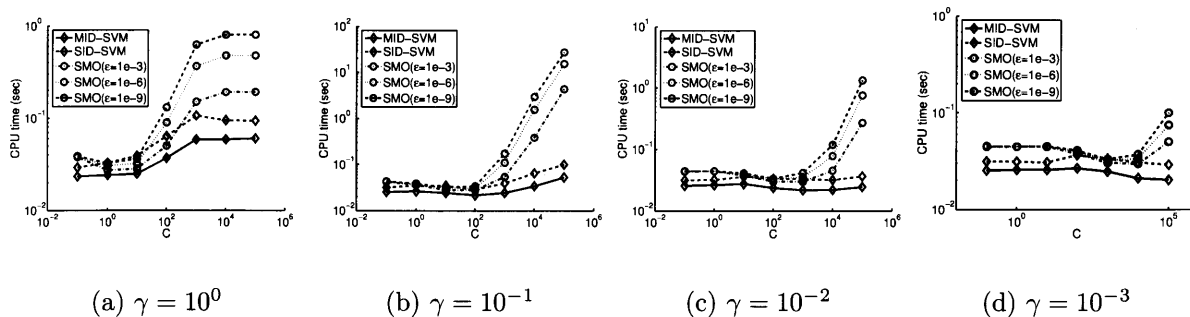 10^0
10^-1
10^-2
CPU time (sec)
MID-SVM
SID-SVM
SMO(ε=1e-3)
SMO(ε=1e-6)
SMO(ε=1e-9)
10^-2 10^0 10^2 10^4 10^6
C
(a) γ = 10^0
10^2
10^1
10^0
10^-1
10^-2
CPU time (sec)
MID-SVM
SID-SVM
SMO(ε=1e-3)
SMO(ε=1e-6)
SMO(ε=1e-9)
10^-2 10^0 10^2 10^4 10^6
C
(b) γ = 10^-1
10^1
10^0
10^-1
10^-2
CPU time (sec)
MID-SVM
SID-SVM
SMO(ε=1e-3)
SMO(ε=1e-6)
SMO(ε=1e-9)
10^-2 10^0 10^2 10^4 10^6
C
(c) γ = 10^-2
10^0
10^-1
10^-2
CPU time (sec)
MID-SVM
SID-SVM
SMO(ε=1e-3)
SMO(ε=1e-6)
SMO(ε=1e-9)
10^0 10^5
C
(d) γ = 10^-3